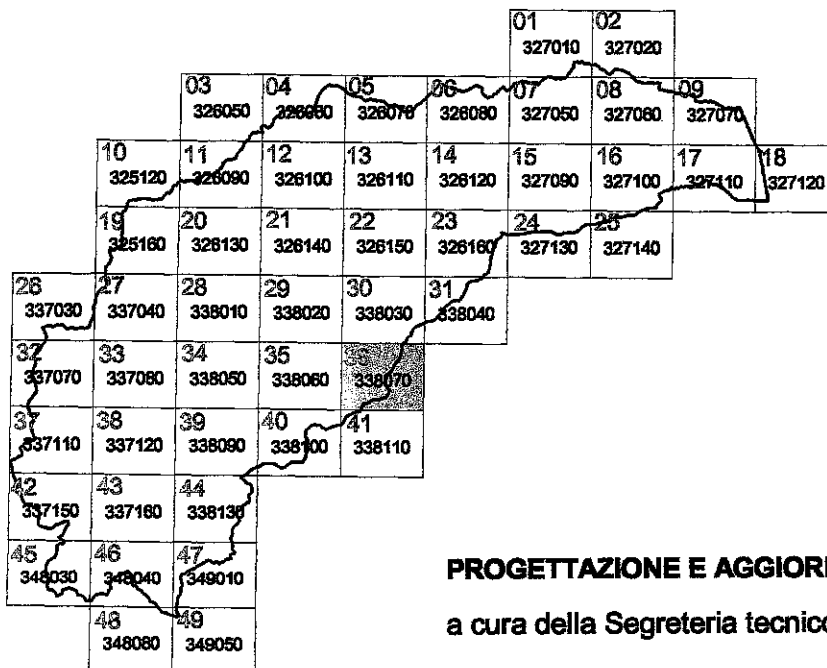 01 02
327010 327020
03 04 05 06 07 08 09
326050 326060 326070 326080 327050 327060 327070
10 11 12 13 14 15 16 17 18
325120 326090 326100 326110 326120 327090 327100 327110 327120
19 20 21 22 23 24 25
325160 326130 326140 326150 326160 327130 327140
26 27 28 29 30 31
337030 337040 338010 338020 338030 338040
32 33 34 35 36
337070 337080 338050 338060 338070
37 38 39 40 41
337110 337120 338090 338100 338110
42 43 44
337150 337160 338130
45 46 47
348030 348040 349010
48 49
348080 349050
PROGETTAZIONE E AGGIOR
a cura della Segreteria tecnico